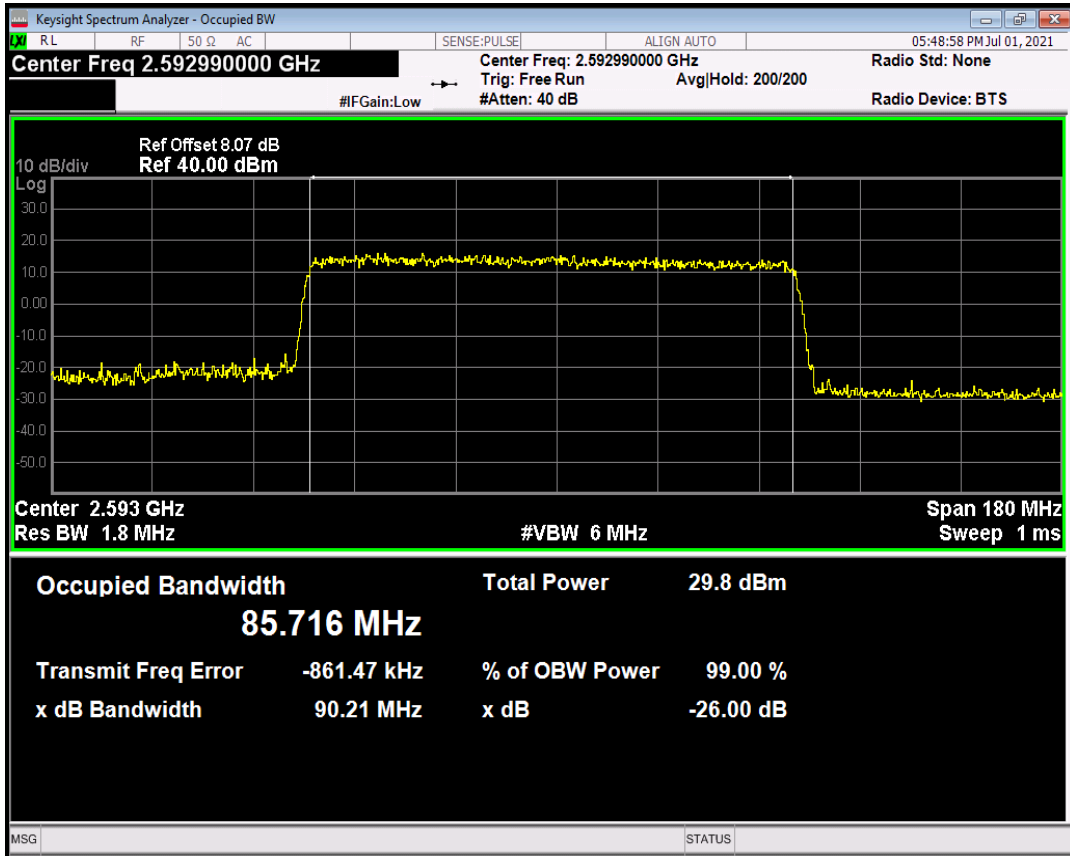 Keysight Spectrum Analyzer - Occupied BW
LXI RL RF 50 Ω AC SENSE:PULSE ALIGN AUTO 05:48:58 PM Jul 01, 2021
Center Freq 2.592990000 GHz Center Freq: 2.592990000 GHz Radio Std: None
Trig: Free Run Avg|Hold: 200/200
#IFGain:Low #Atten: 40 dB Radio Device: BTS
Ref Offset 8.07 dB
10 dB/div Ref 40.00 dBm
Log
30.0
20.0
10.0
0.00
-10.0
-20.0
-30.0
-40.0
-50.0
Center 2.593 GHz Span 180 MHz
Res BW 1.8 MHz #VBW 6 MHz Sweep 1 ms
Occupied Bandwidth Total Power 29.8 dBm
85.716 MHz
Transmit Freq Error -861.47 kHz % of OBW Power 99.00 %
x dB Bandwidth 90.21 MHz x dB -26.00 dB
MSG STATUS